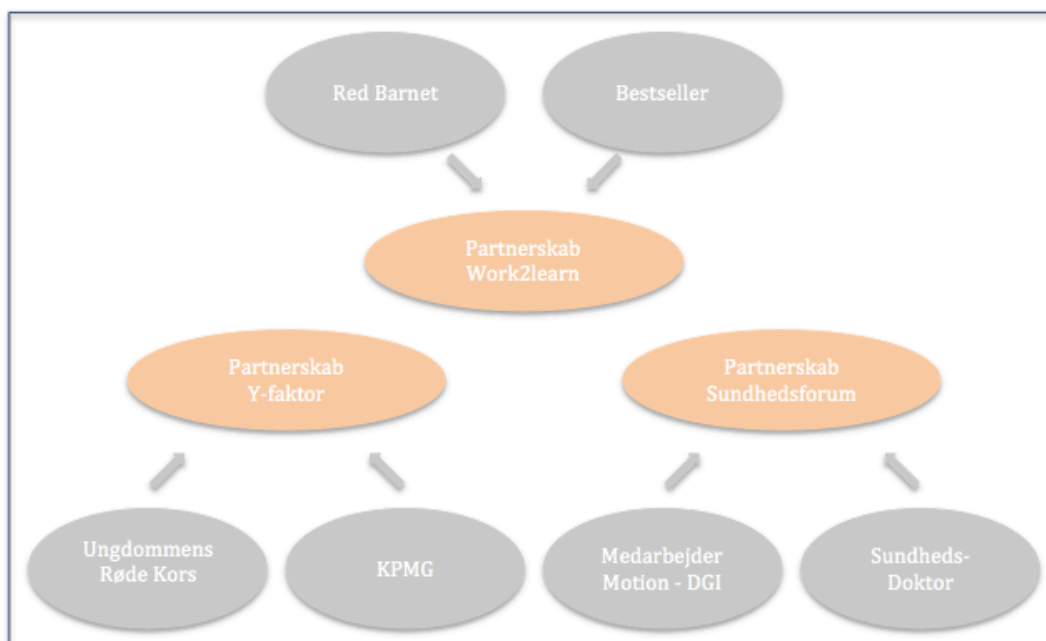 Red Barnet
Bestseller
Partnerskab
Work2learn
Partnerskab
Y-faktor
Partnerskab
Sundhedsforum
Ungdommens
Røde Kors
KPMG
Medarbejder
Motion - DGI
Sundheds-
Doktor